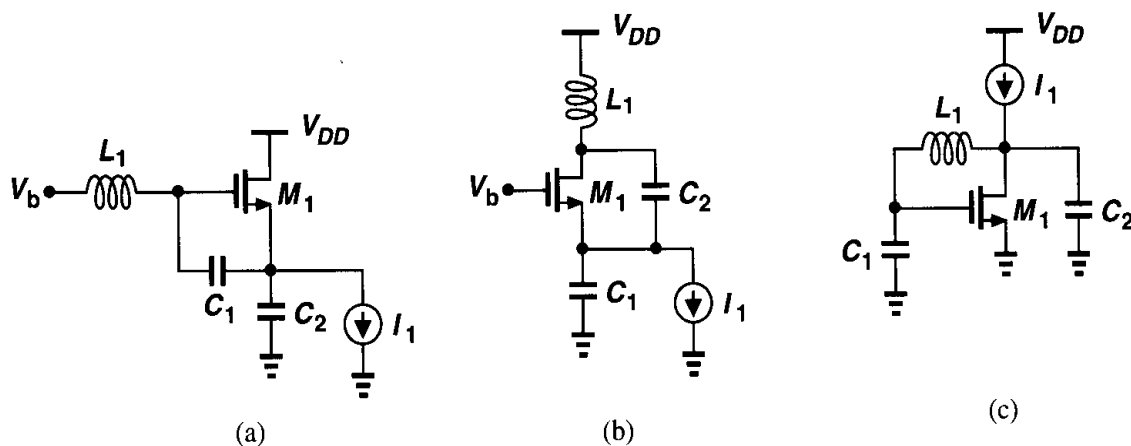 V_DD
L_1
V_b
M_1
C_1
C_2
I_1
(a)
V_DD
L_1
V_b
M_1
C_2
C_1
I_1
(b)
V_DD
I_1
L_1
M_1
C_2
C_1
(c)